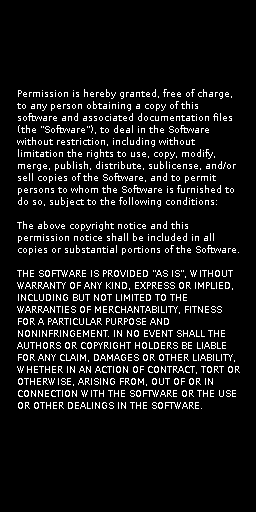 Permission is hereby granted, free of charge,
to any person obtaining a copy of this
software and associated documentation files
(the "Software"), to deal in the Software
without restriction, including without
limitation the rights to use, copy, modify,
merge, publish, distribute, sublicense, and/or
sell copies of the Software, and to permit
persons to whom the Software is furnished to
do so, subject to the following conditions:

The above copyright notice and this
permission notice shall be included in all
copies or substantial portions of the Software.

THE SOFTWARE IS PROVIDED "AS IS", WITHOUT
WARRANTY OF ANY KIND, EXPRESS OR IMPLIED,
INCLUDING BUT NOT LIMITED TO THE
WARRANTIES OF MERCHANTABILITY, FITNESS
FOR A PARTICULAR PURPOSE AND
NONINFRINGEMENT. IN NO EVENT SHALL THE
AUTHORS OR COPYRIGHT HOLDERS BE LIABLE
FOR ANY CLAIM, DAMAGES OR OTHER LIABILITY,
WHETHER IN AN ACTION OF CONTRACT, TORT OR
OTHERWISE, ARISING FROM, OUT OF OR IN
CONNECTION WITH THE SOFTWARE OR THE USE
OR OTHER DEALINGS IN THE SOFTWARE.